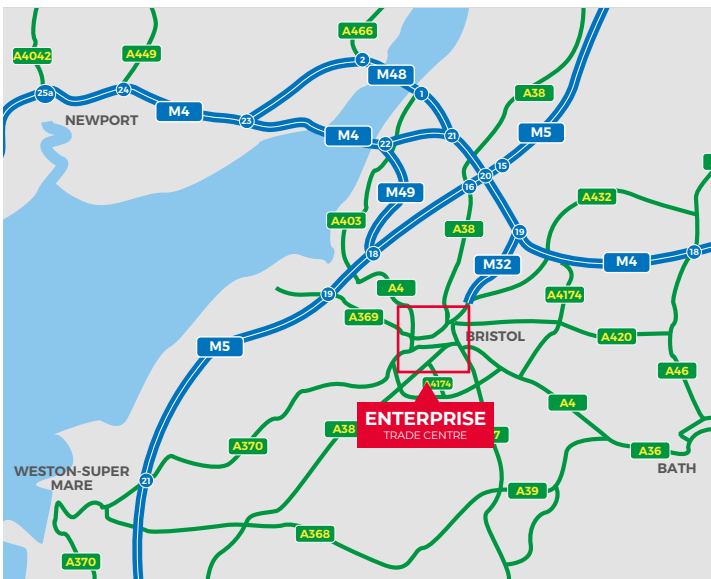 A466
A4042
A449
2
M48
25a
24
1
A38
M4
23
NEWPORT
M4
22
21
M5
15
20
16
M49
A432
A403
A38
19
18
M32
M4
18
A4
19
A4174
A369
BRISTOL
A420
M5
A46
A4174
A4
ENTERPRISE
TRADE CENTRE
A38
7
A370
A36
WESTON-SUPER
MARE
BATH
21
A39
A368
A370